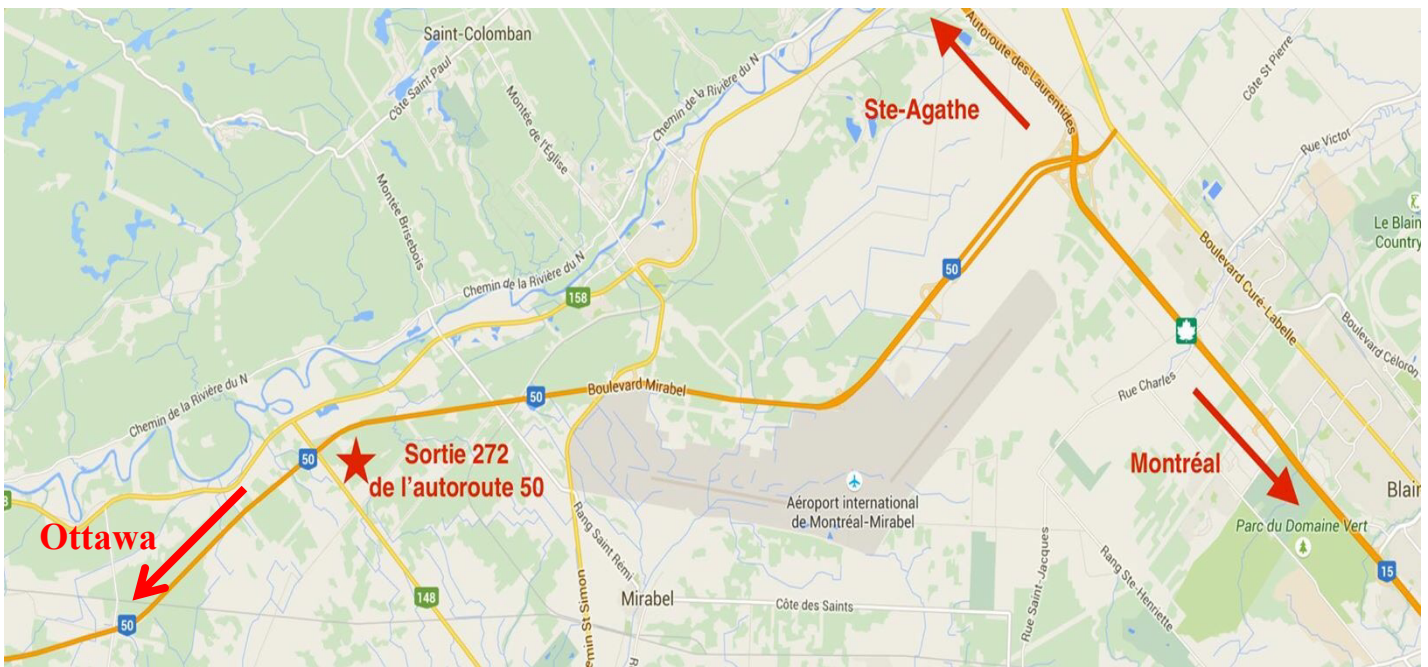 Saint-Colomban
Côte Saint Paul
Montée de l'Église
Chemin de la Rivière du N
Autoroute des Laurentides
Ste-Agathe
Côte St Pierre
Rue Victor
Le Blain
Country
Montée Brisebois
Chemin de la Rivière du N
158
50
Boulevard Curé-Labelle
Boulevard Céloron
Chemin de la Rivière du N
50
Boulevard Mirabel
Rue Charles
50
Sortie 272
de l'autoroute 50
Montréal
Aéroport international
de Montréal-Mirabel
Blain
Parc du Domaine Vert
Ottawa
Rang Saint Rémi
Rue Saint-Jacques
Rang Ste-Henriette
15
148
Mirabel
Côte des Saints
50
amin St Simon